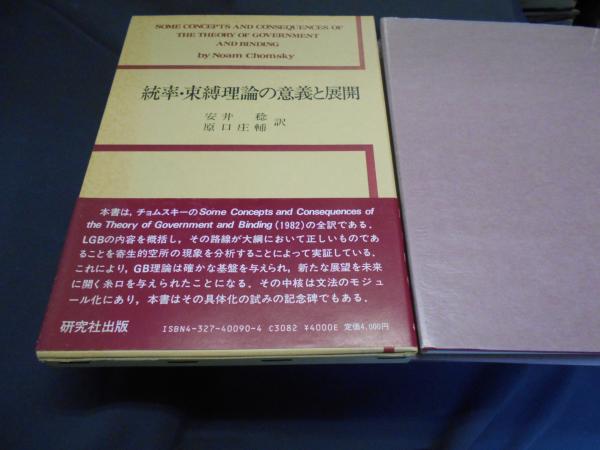 SOME CONCEPTS AND CONSEQUENCES OF
THE THEORY OF GOVERNMENT
AND BINDING
by Noam Chomsky
統率・束縛理論の意義と展開
安井 稔
原口庄輔 訳
本書は,チョムスキーのSome Concepts and Consequences of
the Theory of Government and Binding (1982)の全訳である.
LGBの内容を概括し,その路線が大綱において正しいものであ
ることを寄生的空所の現象を分析することによって実証している.
これにより,GB理論は確かな基盤を与えられ,新たな展望を未来
に開く糸口を与えられたことになる.その中核は文法のモジュ
ール化にあり,本書はその具体化の試みの記念碑でもある.
研究社出版
ISBN4-327-40090-4 C3082 ¥4000E 定価4,000円